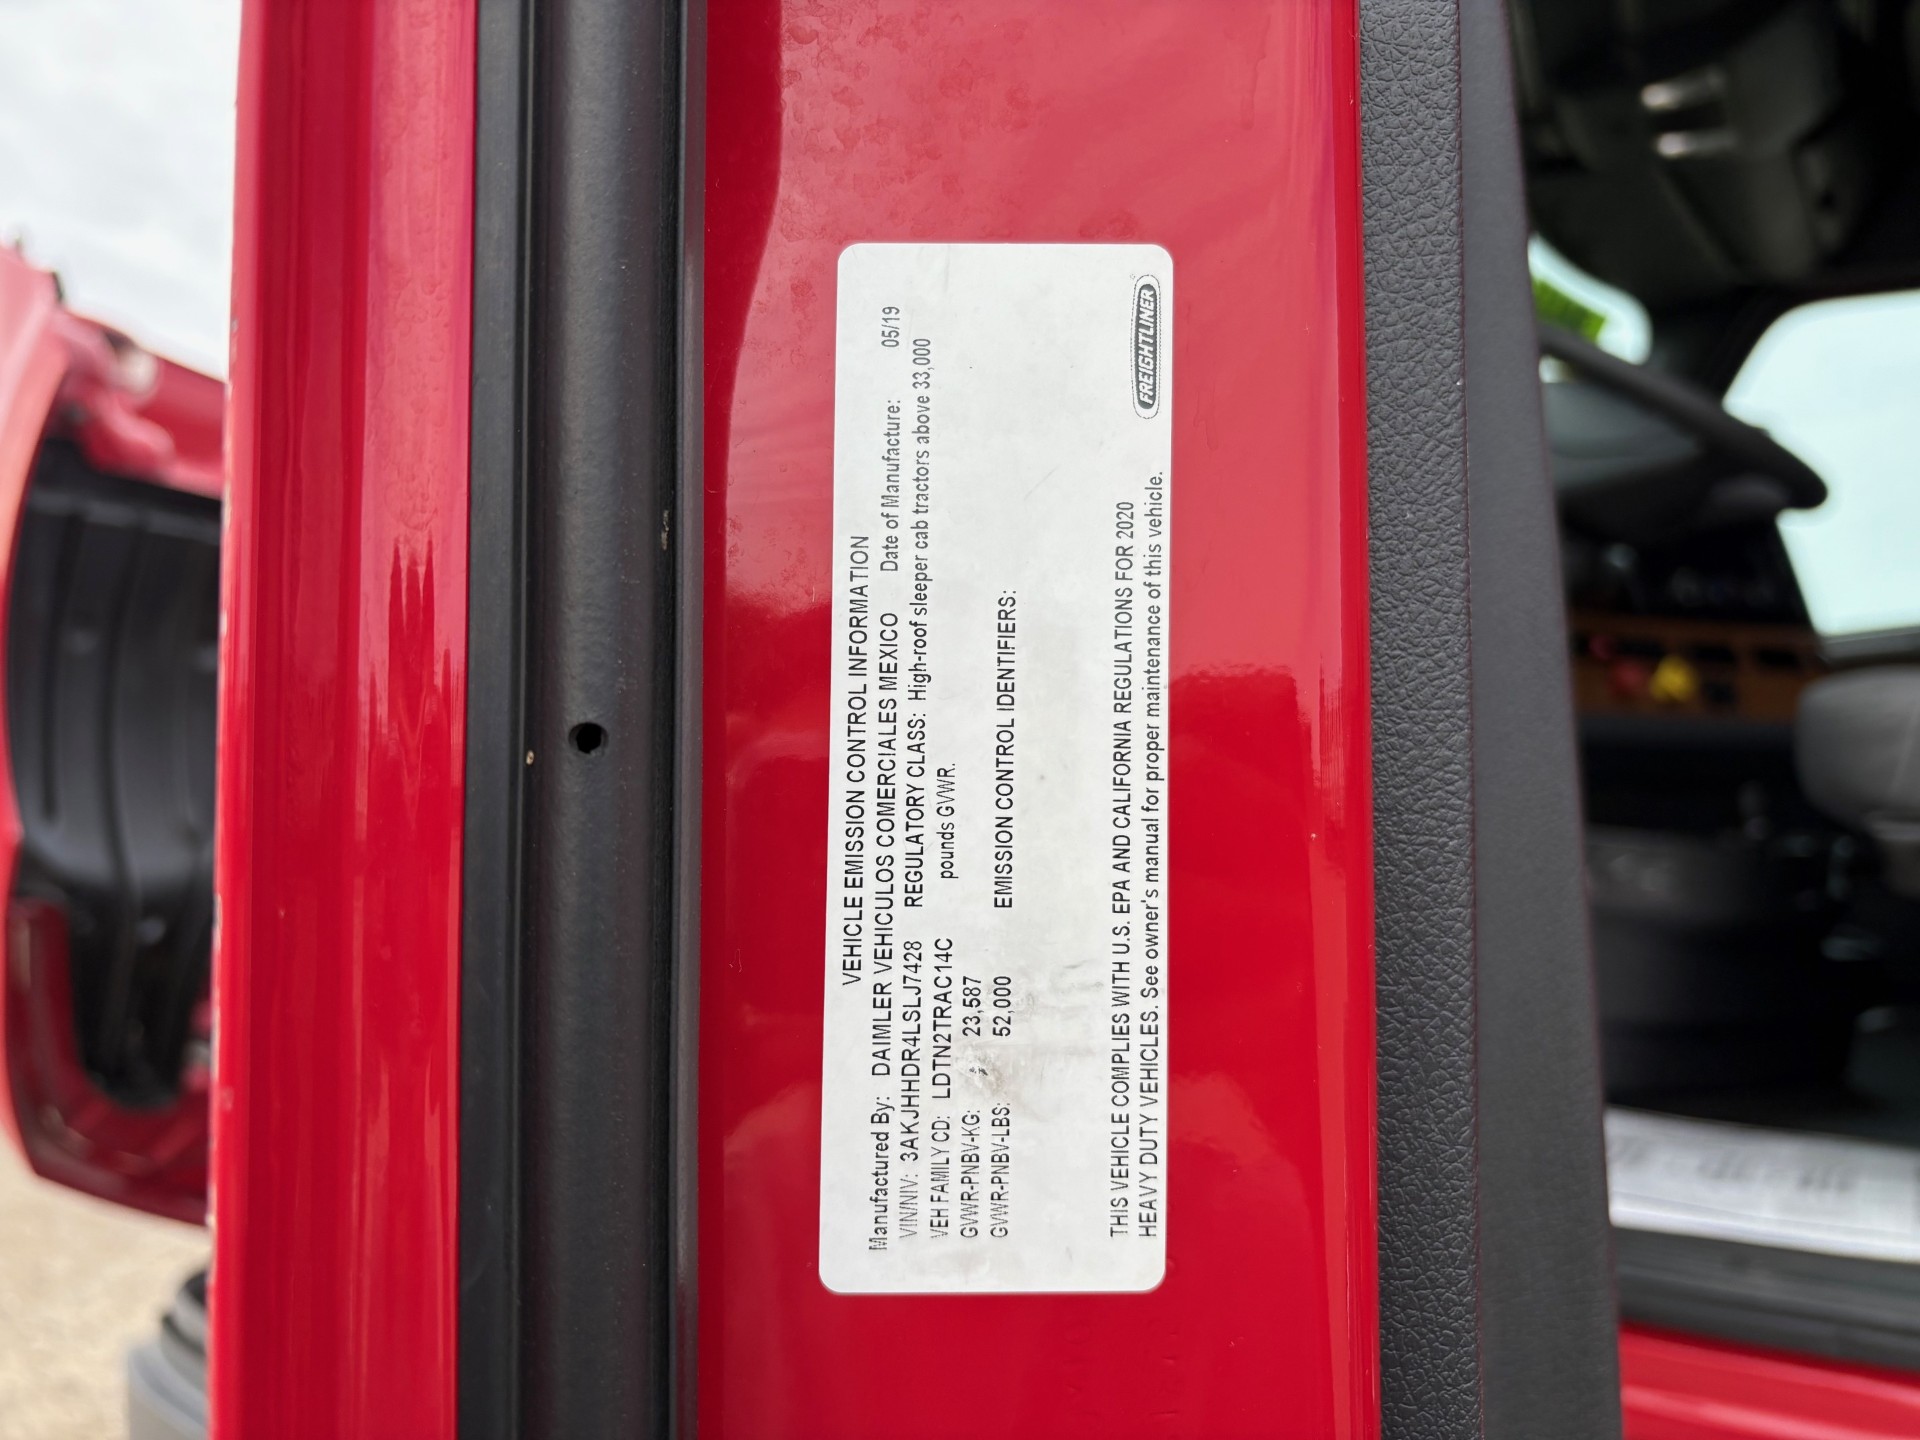 VEHICLE EMISSION CONTROL INFORMATION
Manufactured By: DAIMLER VEHICULOS COMERCIALES MEXICO Date of Manufacture: 05/19
VIN/NIV: 3AKJHHDR4LSLJ7428 REGULATORY CLASS: High-roof sleeper cab tractors above 33,000
VEH FAMILY CD: LDTN2TRAC14C pounds GVWR.
GVWR-PNBV-KG: 23,587
GVWR-PNBV-LBS: 52,000 EMISSION CONTROL IDENTIFIERS:
THIS VEHICLE COMPLIES WITH U.S. EPA AND CALIFORNIA REGULATIONS FOR 2020
HEAVY DUTY VEHICLES. See owner's manual for proper maintenance of this vehicle.
FREIGHTLINER